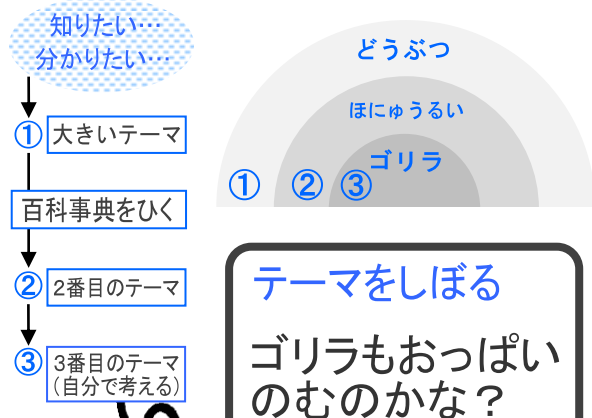 知りたい…
分かりたい…
① 大きいテーマ
百科事典をひく
② 2番目のテーマ
③ 3番目のテーマ
(自分で考える)
どうぶつ
ほにゅうるい
ゴリラ
① ② ③
テーマをしぼる
ゴリラもおっぱい
のむのかな？